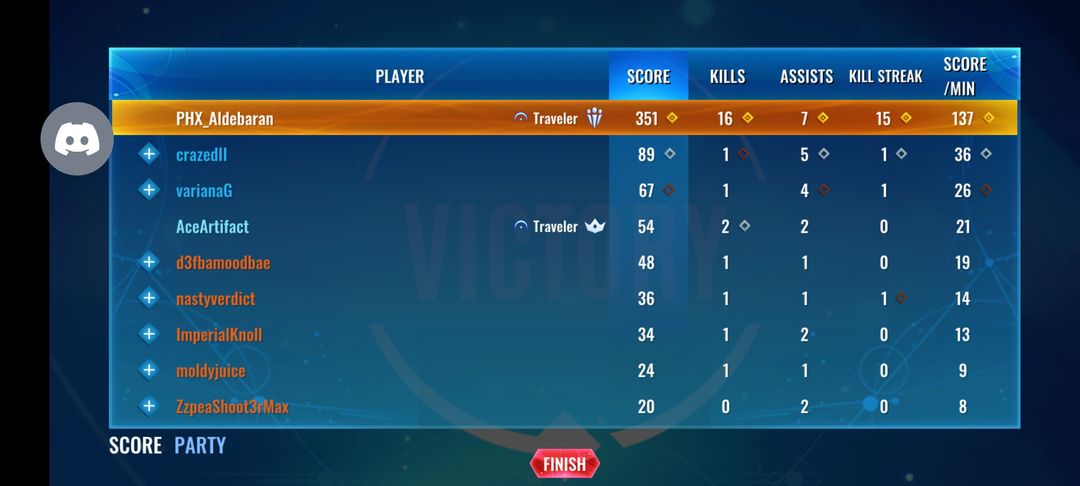 PLAYER SCORE KILLS ASSISTS KILL STREAK SCORE /MIN
PHX_Aldebaran Traveler 351 16 7 15 137
crazedII 89 1 5 1 36
varianaG 67 1 4 1 26
AceArtifact Traveler 54 2 2 0 21
d3fbamoodbae 48 1 1 0 19
nastyverdict 36 1 1 1 14
ImperialKnoll 34 1 2 0 13
moldyjuice 24 1 1 0 9
ZzpeaShoot3rMax 20 0 2 0 8
VICTORY
SCORE PARTY
FINISH